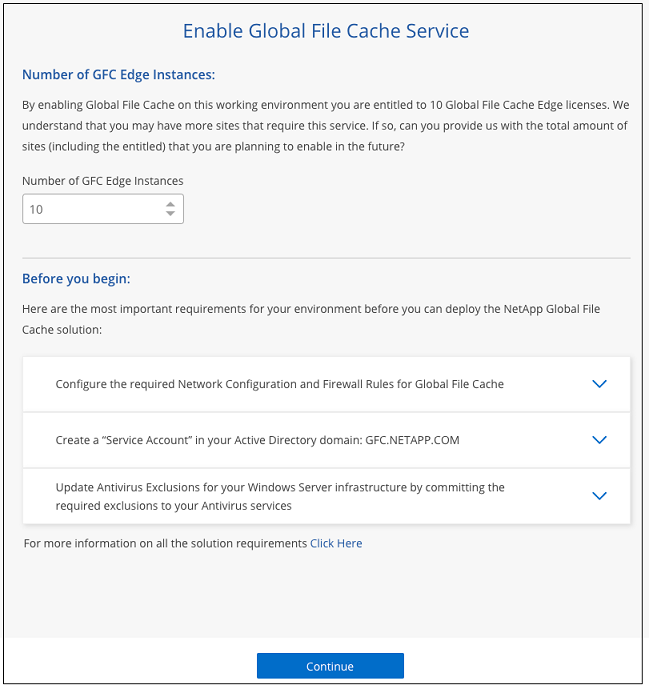 Enable Global File Cache Service
Number of GFC Edge Instances:
By enabling Global File Cache on this working environment you are entitled to 10 Global File Cache Edge licenses. We
understand that you may have more sites that require this service. If so, can you provide us with the total amount of
sites (including the entitled) that you are planning to enable in the future?
Number of GFC Edge Instances
10
Before you begin:
Here are the most important requirements for your environment before you can deploy the NetApp Global File
Cache solution:
Configure the required Network Configuration and Firewall Rules for Global File Cache
Create a “Service Account” in your Active Directory domain: GFC.NETAPP.COM
Update Antivirus Exclusions for your Windows Server infrastructure by committing the
required exclusions to your Antivirus services
For more information on all the solution requirements Click Here
Continue